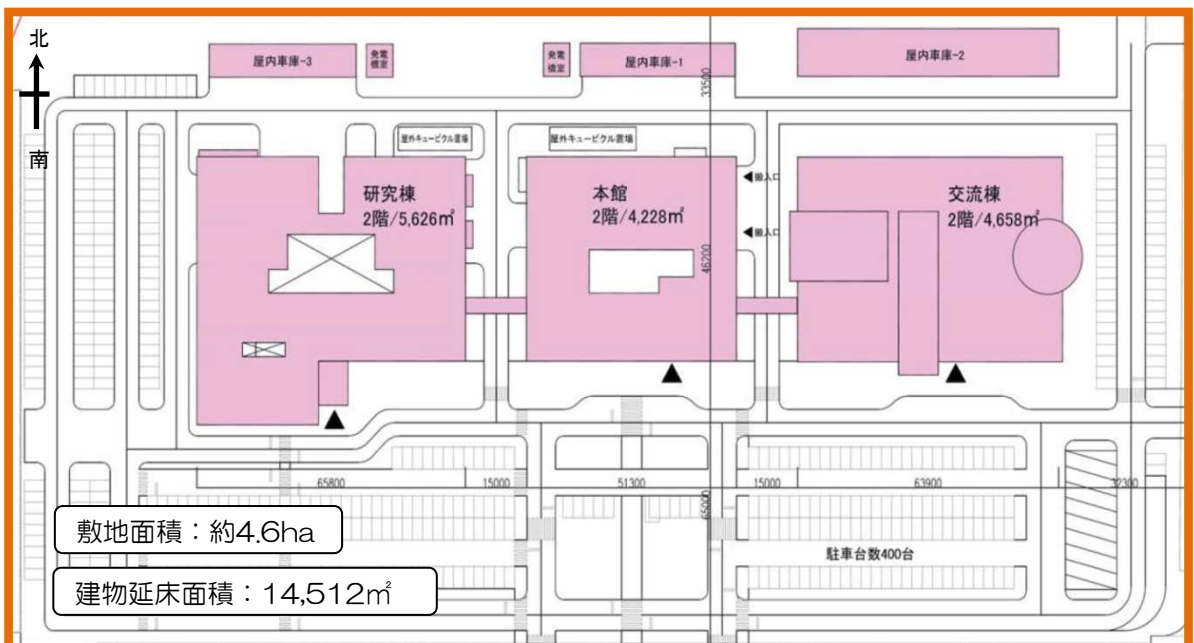 北
南
屋内車庫-3
発電
機室
発電
機室
屋内車庫-1
屋内車庫-2
33500
屋外キュービクル置場
屋外キュービクル置場
研究棟
2階/5,626㎡
本館
2階/4,228㎡
交流棟
2階/4,658㎡
搬入口
搬入口
46200
65800
15000
51300
15000
63900
32300
65000
敷地面積：約4.6ha
駐車台数400台
建物延床面積：14,512㎡